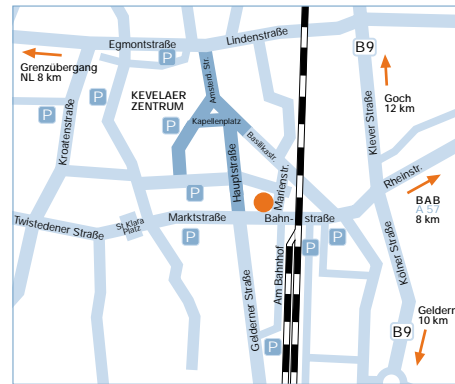 Egmontstraße
Lindenstraße
B9
Grenzübergang
NL 8 km
P
P
KEVELAER
ZENTRUM
Amsterd. Str.
Goch
12 km
P
P
Kapellenplatz
Kroatenstraße
Klever Straße
Basilikastr.
P
Rheinstr.
Hauptstraße
Marienstr.
P
BAB
A 57
8 km
Twistedener Straße
St. Klara
Platz
Marktstraße
Bahn-
straße
P
P
P
Kölner Straße
Am Bahnhof
Gelderner Straße
Geldern
10 km
B9
P